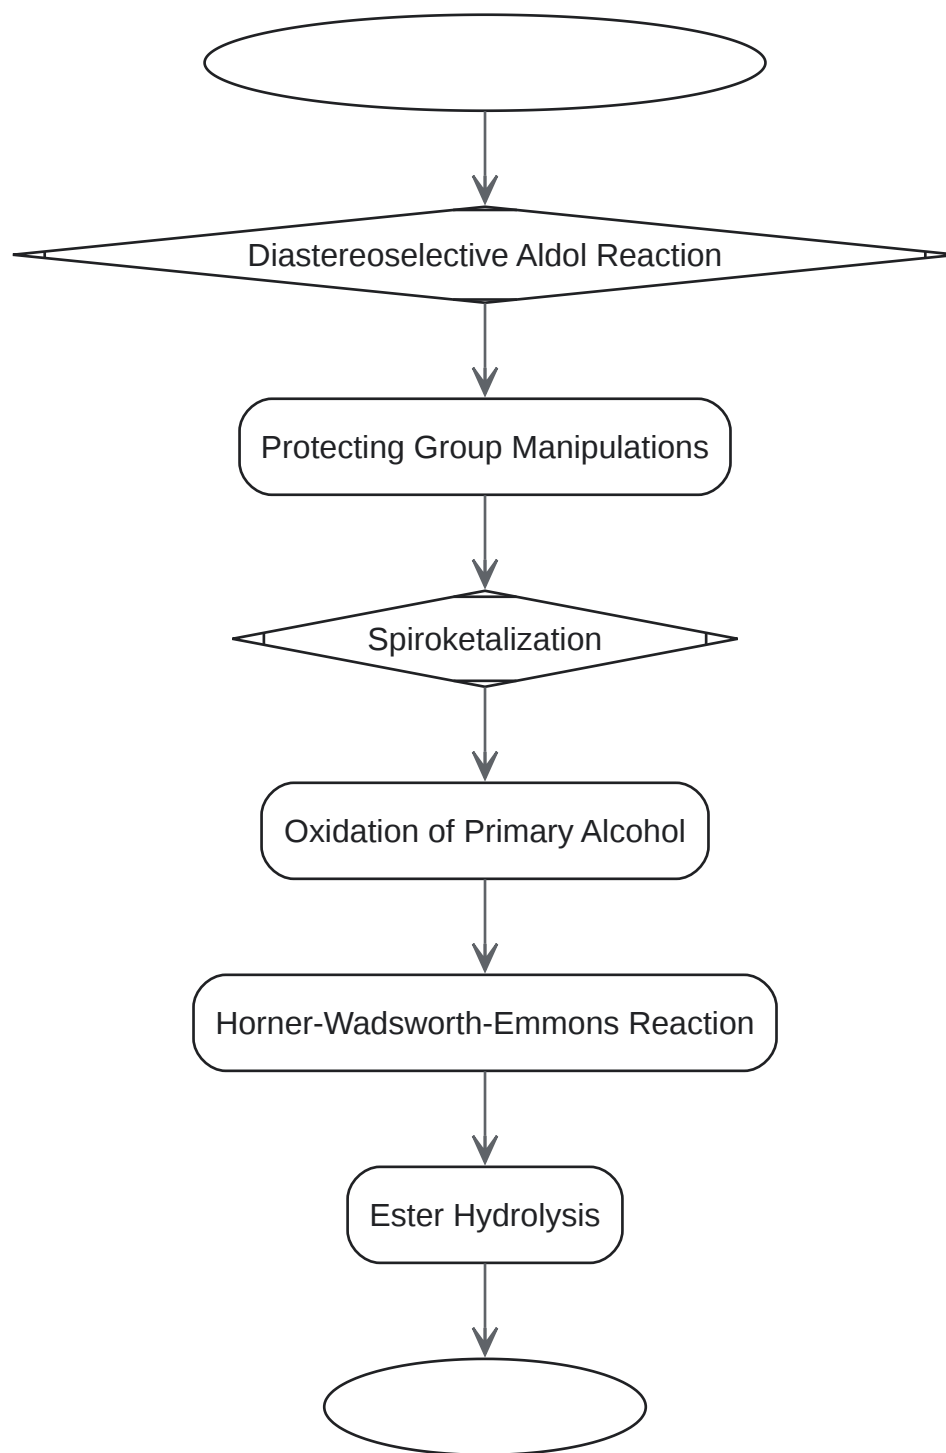 Diastereoselective Aldol Reaction
Protecting Group Manipulations
Spiroketalization
Oxidation of Primary Alcohol
Horner-Wadsworth-Emmons Reaction
Ester Hydrolysis